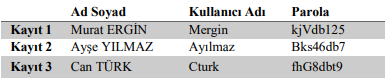 Ad Soyad Kullanıcı Adı Parola
Kayıt 1 Murat ERGİN Mergin kjVdb125
Kayıt 2 Ayşe YILMAZ Ayılmaz Bks46db7
Kayıt 3 Can TÜRK Cturk fhG8dbt9